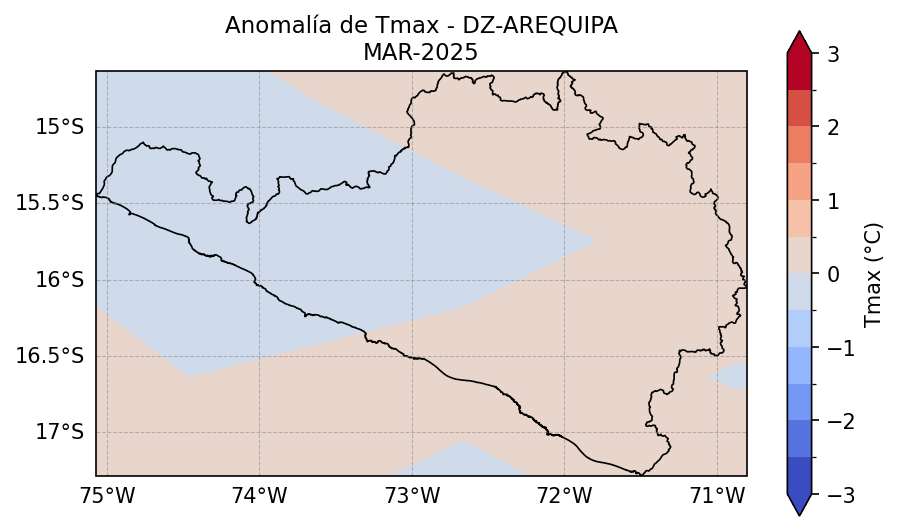 Anomalía de Tmax - DZ-AREQUIPA
MAR-2025
15°S
15.5°S
16°S
16.5°S
17°S
75°W
74°W
73°W
72°W
71°W
3
2
1
0
−1
−2
−3
Tmax (°C)